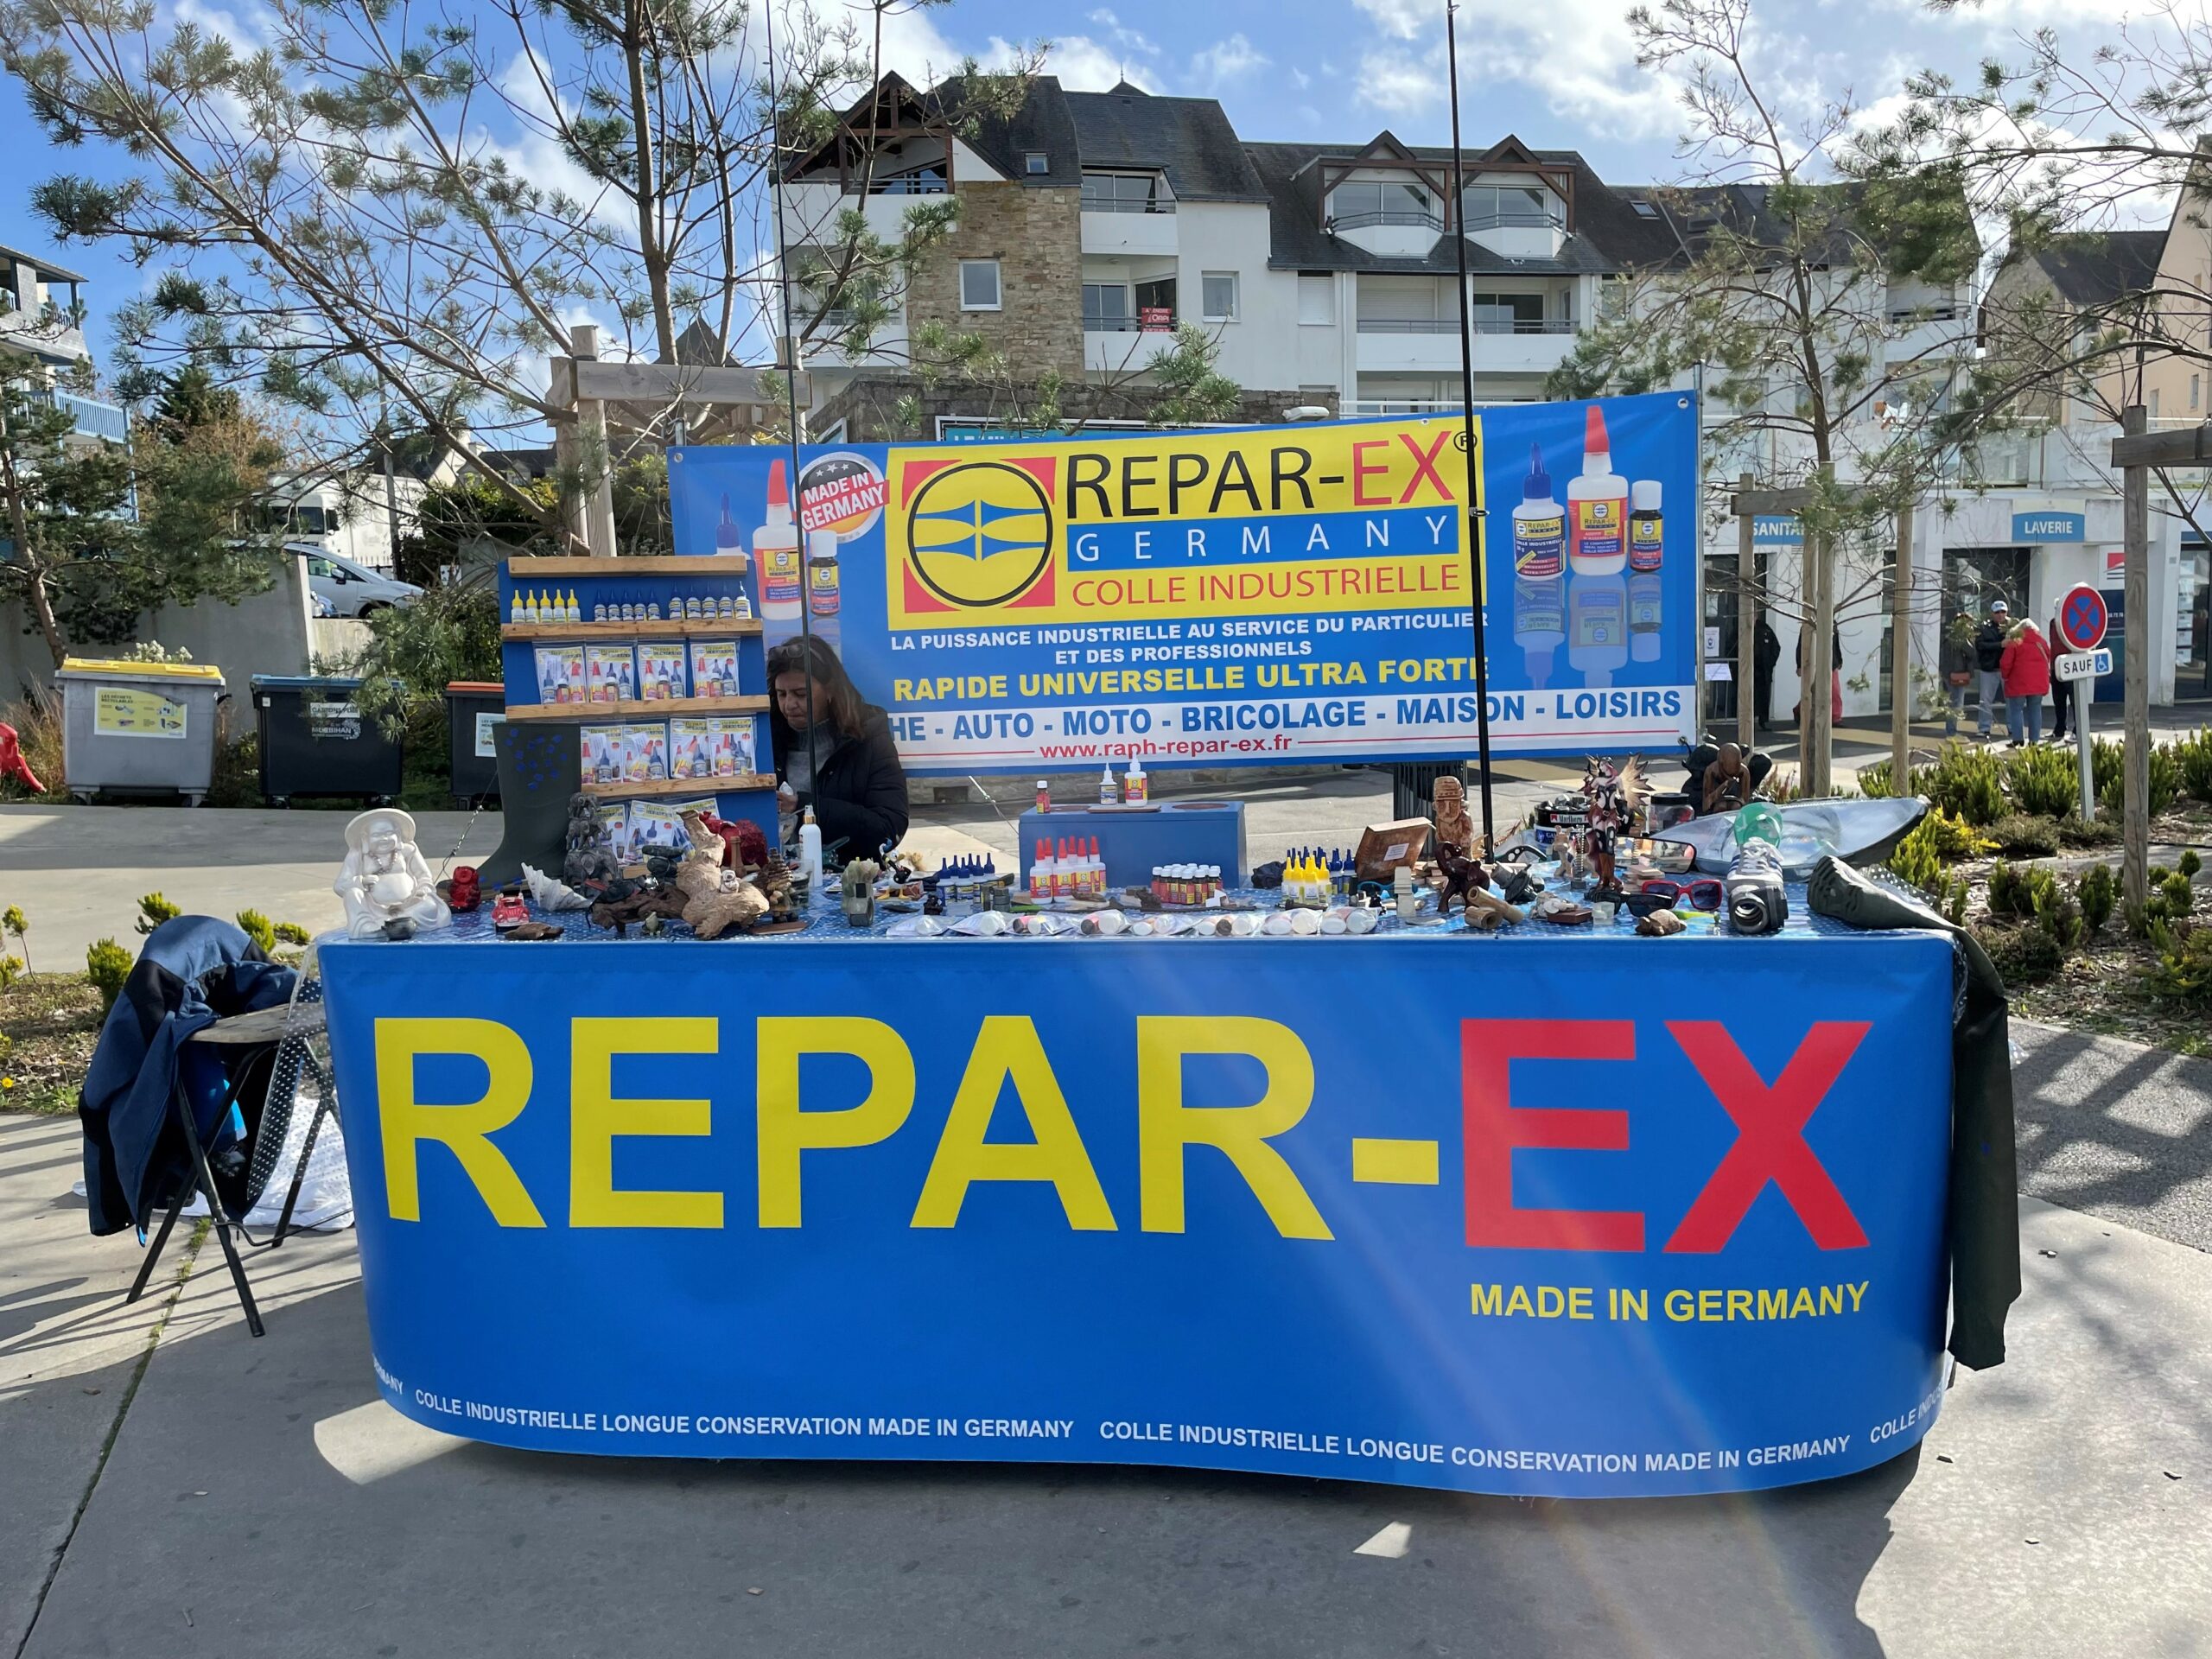 MADE IN
GERMANY
REPAR-EX®
GERMANY
COLLE INDUSTRIELLE
LA PUISSANCE INDUSTRIELLE AU SERVICE DU PARTICULIER
ET DES PROFESSIONNELS
RAPIDE UNIVERSELLE ULTRA FORTE
HE - AUTO - MOTO - BRICOLAGE - MAISON - LOISIRS
www.raph-repar-ex.fr
LAVERIE
SAUF
REPAR-EX
MADE IN GERMANY
COLLE INDUSTRIELLE LONGUE CONSERVATION MADE IN GERMANY COLLE INDUSTRIELLE LONGUE CONSERVATION MADE IN GERMANY COLLE